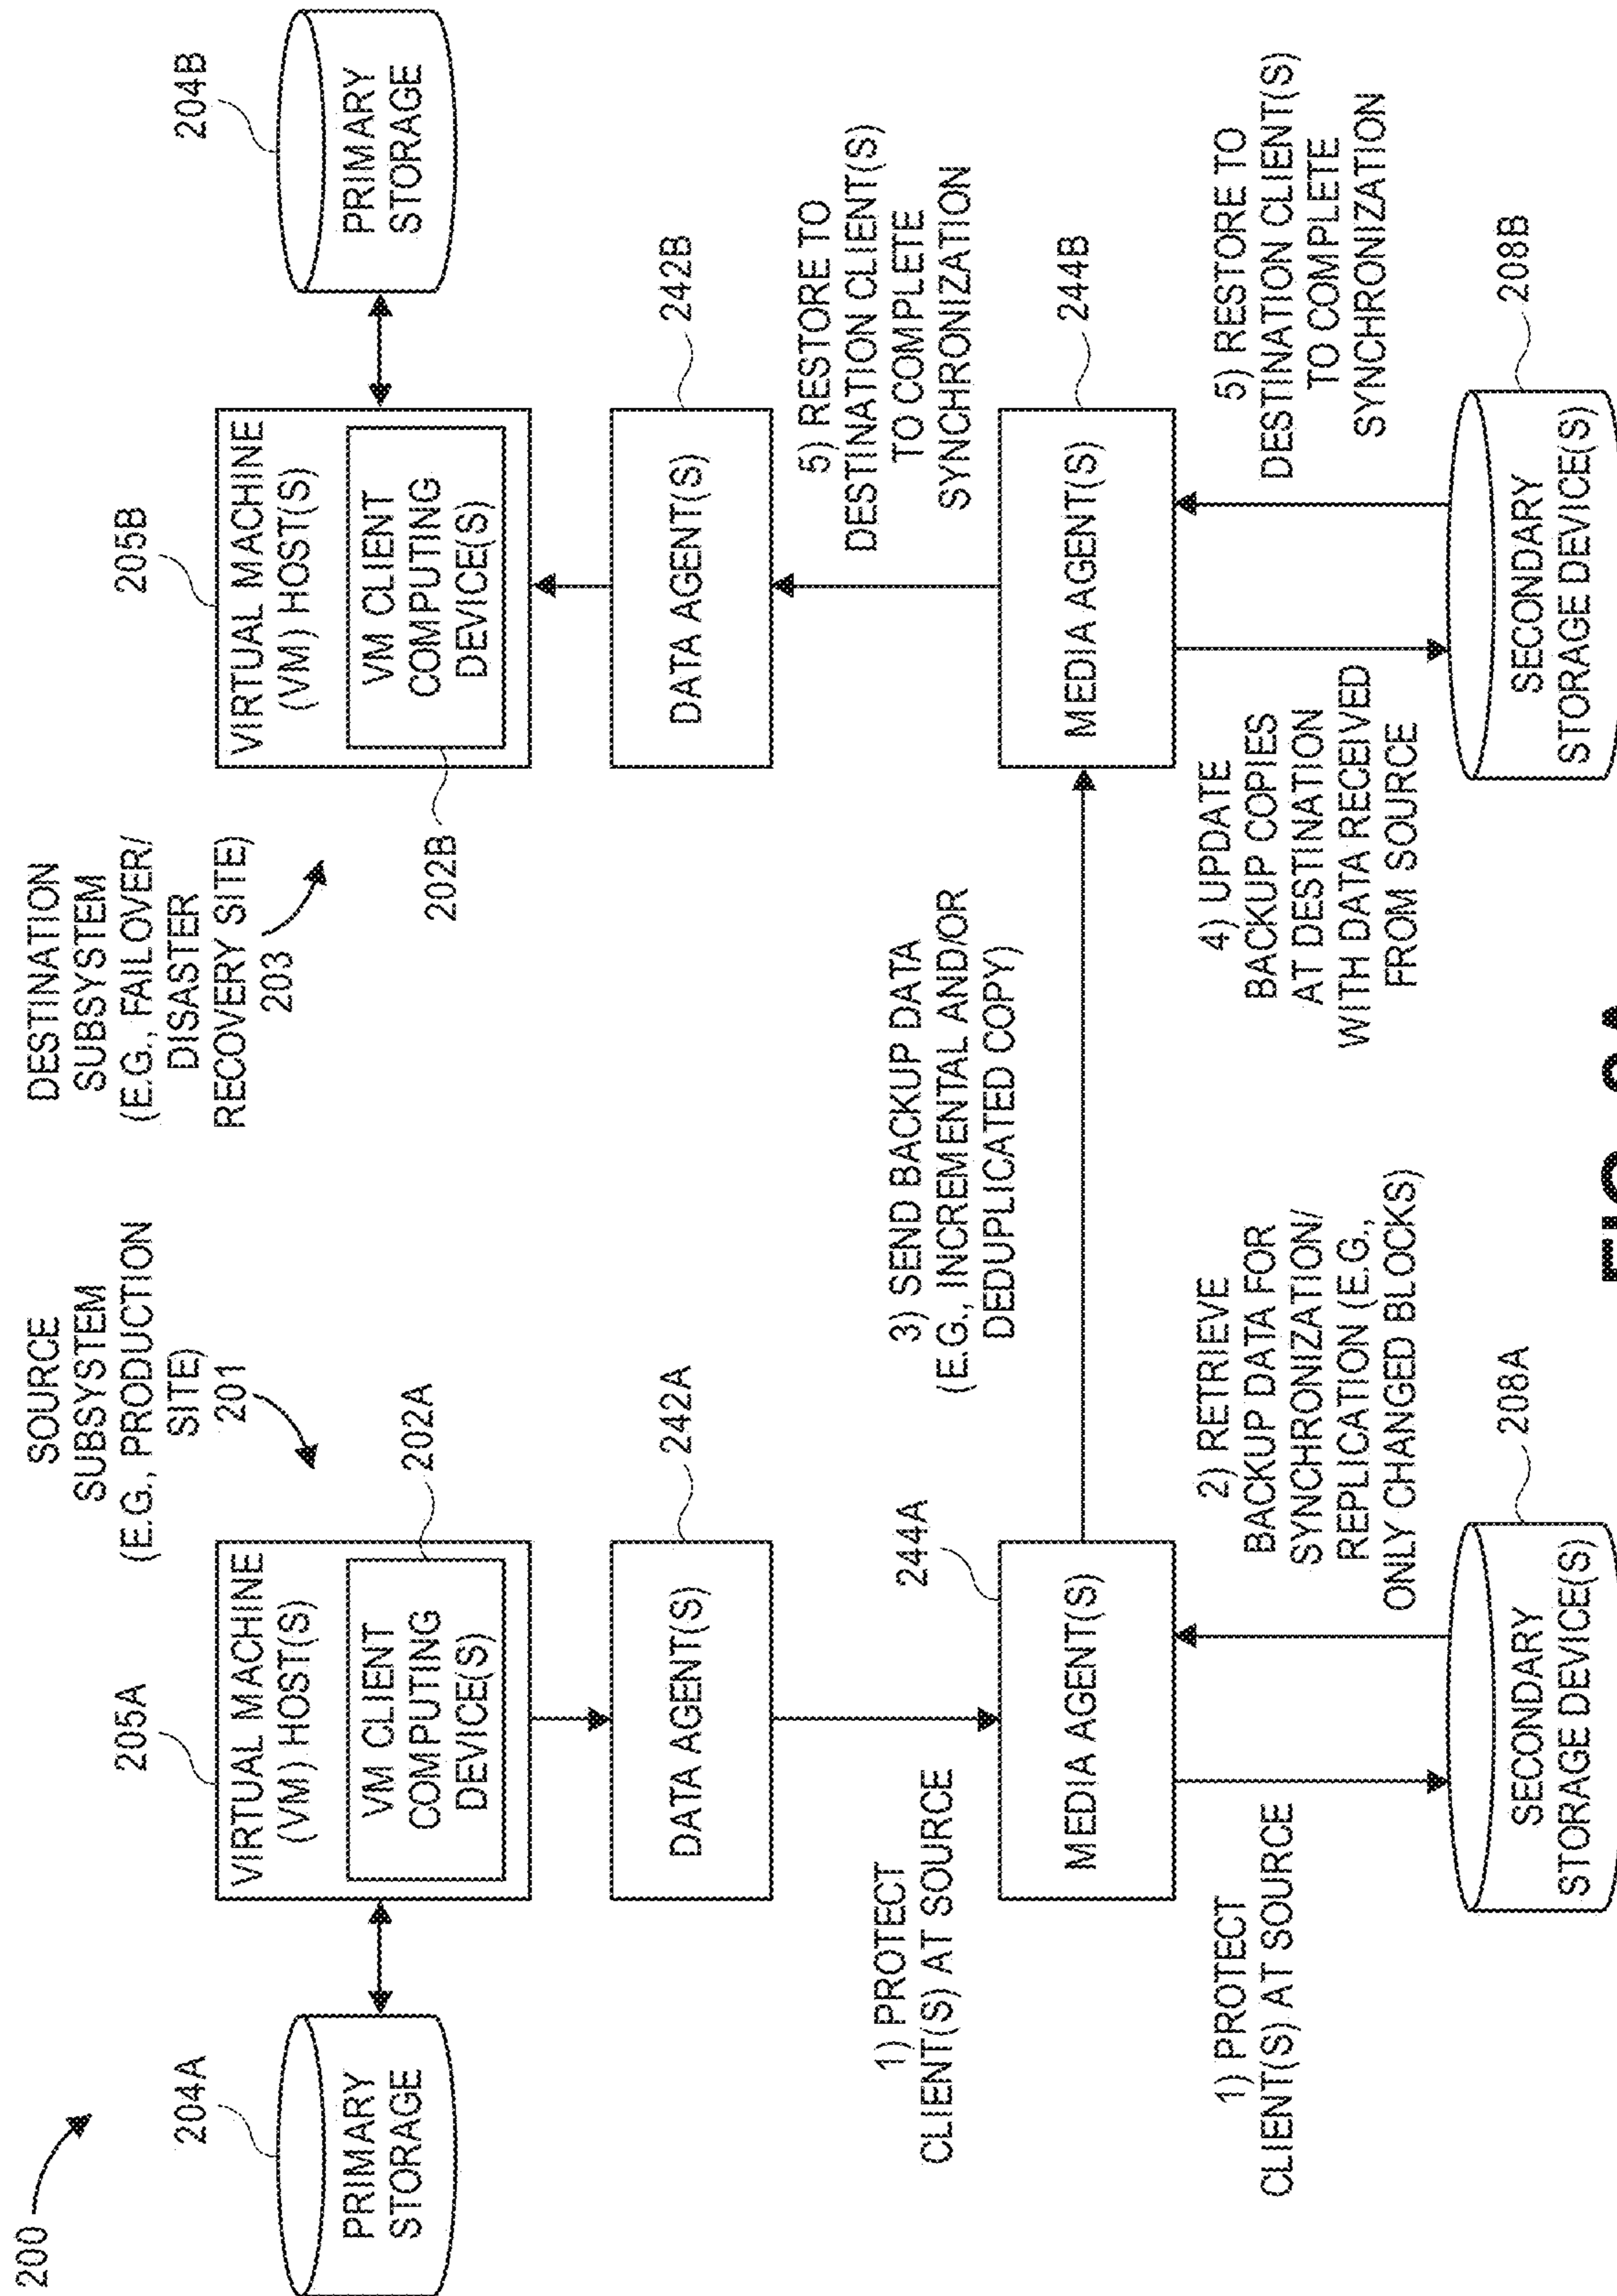 200
SOURCE
SUBSYSTEM
(E.G., PRODUCTION
SITE)
201
DESTINATION
SUBSYSTEM
(E.G., FAILOVER/
DISASTER
RECOVERY SITE)
203
204A
PRIMARY
STORAGE
205A
VIRTUAL MACHINE
(VM) HOST(S)
VM CLIENT
COMPUTING
DEVICE(S)
202A
205B
VIRTUAL MACHINE
(VM) HOST(S)
VM CLIENT
COMPUTING
DEVICE(S)
202B
204B
PRIMARY
STORAGE
DATA AGENT(S)
242A
DATA AGENT(S)
242B
1) PROTECT
CLIENT(S) AT SOURCE
244A
3) SEND BACKUP DATA
(E.G., INCREMENTAL AND/OR
DEDUPLICATED COPY)
5) RESTORE TO
DESTINATION CLIENT(S)
TO COMPLETE
SYNCHRONIZATION
MEDIA AGENT(S)
MEDIA AGENT(S)
244B
1) PROTECT
CLIENT(S) AT SOURCE
2) RETRIEVE
BACKUP DATA FOR
SYNCHRONIZATION/
REPLICATION (E.G.,
ONLY CHANGED BLOCKS)
4) UPDATE
BACKUP COPIES
AT DESTINATION
WITH DATA RECEIVED
FROM SOURCE
5) RESTORE TO
DESTINATION CLIENT(S)
TO COMPLETE
SYNCHRONIZATION
SECONDARY
STORAGE DEVICE(S)
208A
SECONDARY
STORAGE DEVICE(S)
208B